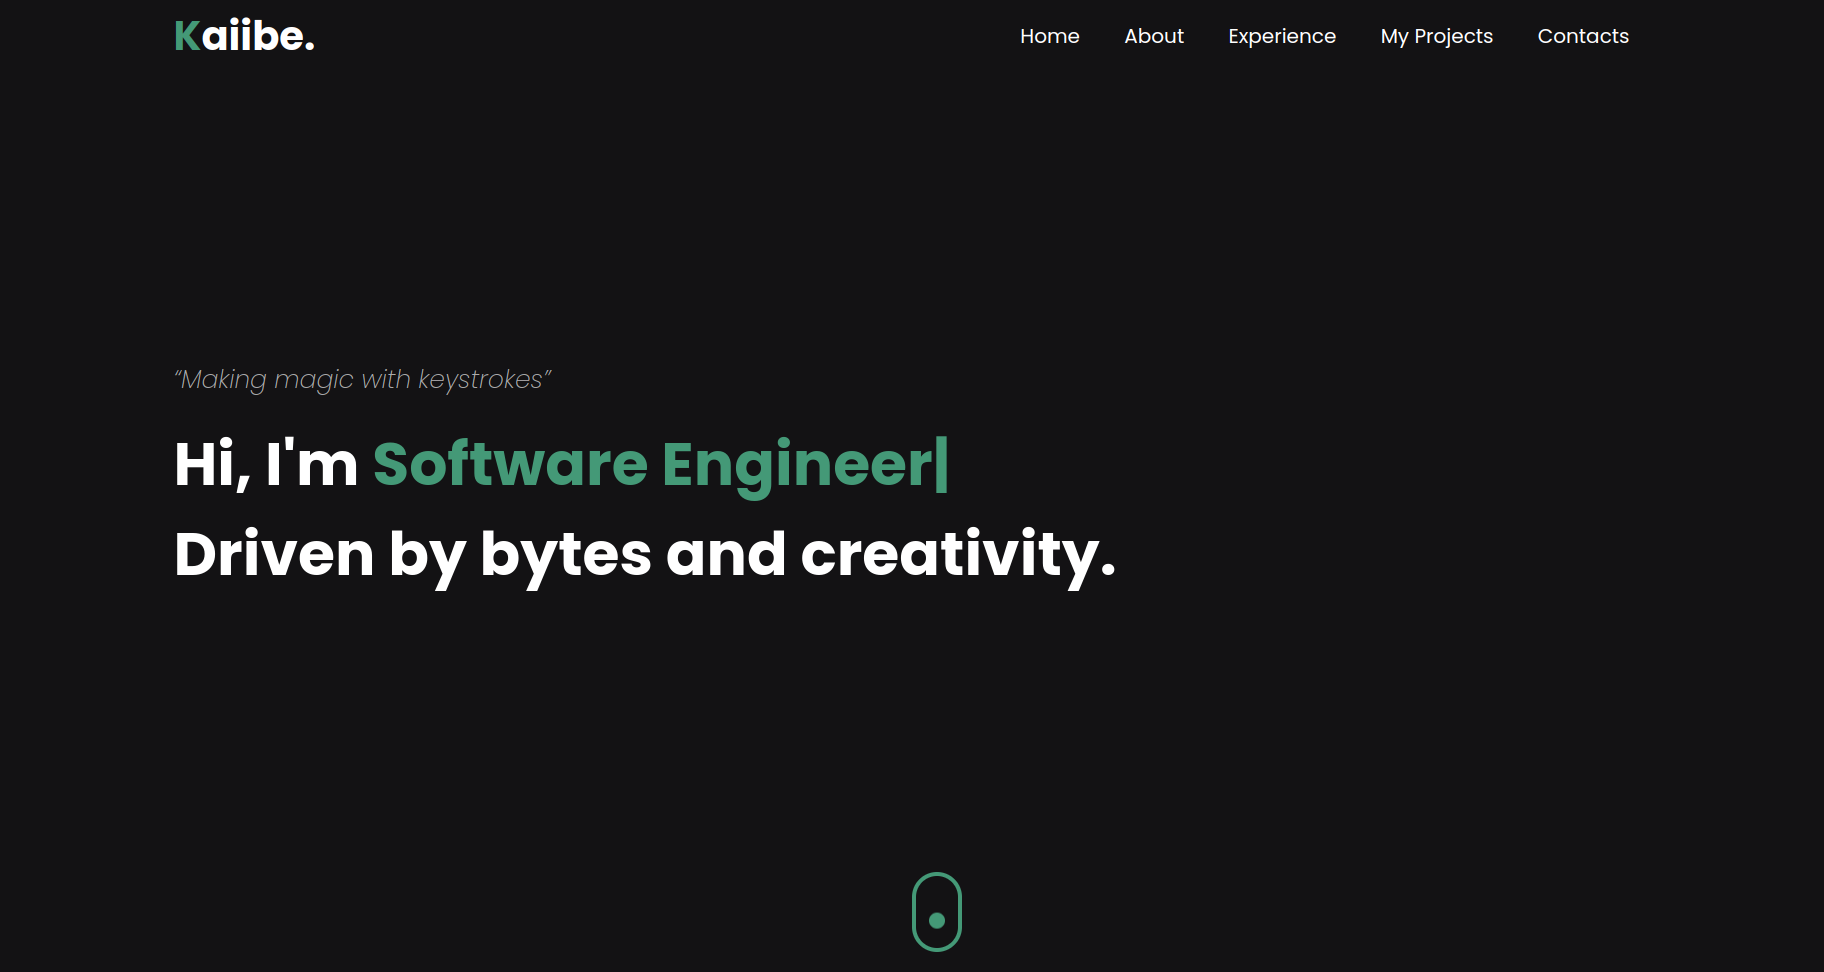 Kaiibe.
Home About Experience My Projects Contacts
“Making magic with keystrokes”
Hi, I'm Software Engineer|
Driven by bytes and creativity.